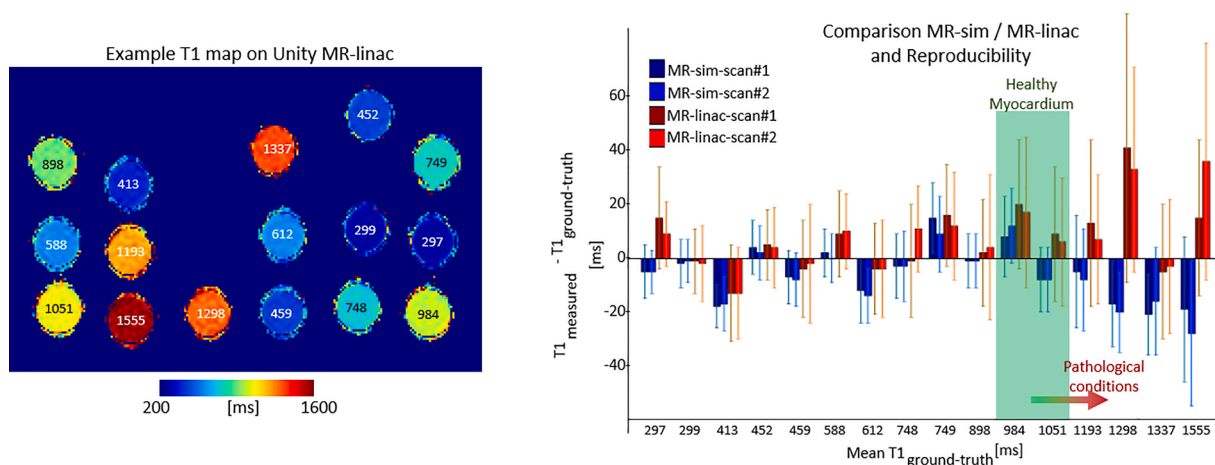 Example T1 map on Unity MR-linac
452
1337
898
749
413
588
612
299
297
1193
1051
1555
1298
459
748
984
200 [ms] 1600
Comparison MR-sim / MR-linac
and Reproducibility
MR-sim-scan#1
MR-sim-scan#2
MR-linac-scan#1
MR-linac-scan#2
Healthy
Myocardium
T1 measured - T1 ground-truth
[ms]
60
40
20
0
-20
-40
Pathological
conditions
297 299 413 452 459 588 612 748 749 898 984 1051 1193 1298 1337 1555
Mean T1 ground-truth [ms]